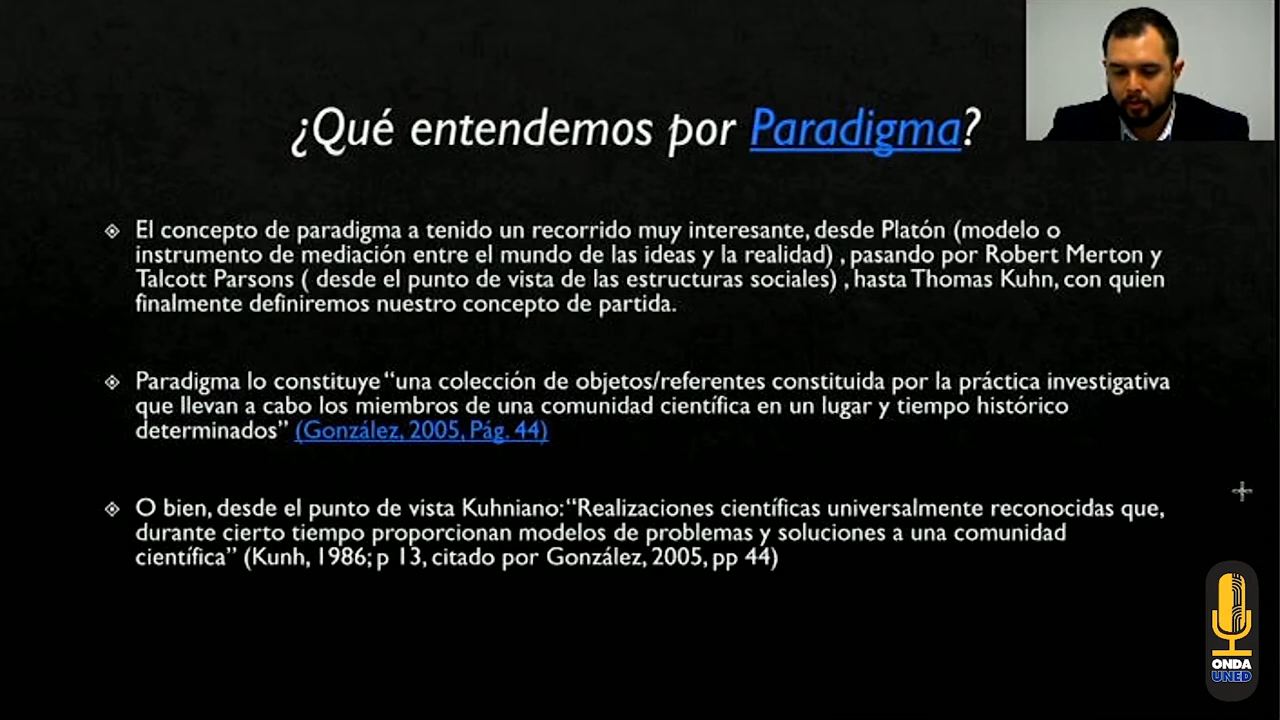 ¿Qué entendemos por Paradigma?
El concepto de paradigma a tenido un recorrido muy interesante, desde Platón (modelo o
instrumento de mediación entre el mundo de las ideas y la realidad) , pasando por Robert Merton y
Talcott Parsons ( desde el punto de vista de las estructuras sociales) , hasta Thomas Kuhn, con quien
finalmente definiremos nuestro concepto de partida.
Paradigma lo constituye “una colección de objetos/referentes constituida por la práctica investigativa
que llevan a cabo los miembros de una comunidad científica en un lugar y tiempo histórico
determinados” (González, 2005, Pág. 44)
O bien, desde el punto de vista Kuhniano: “Realizaciones científicas universalmente reconocidas que,
durante cierto tiempo proporcionan modelos de problemas y soluciones a una comunidad
científica” (Kunh, 1986; p 13, citado por González, 2005, pp 44)
ONDA
UNED